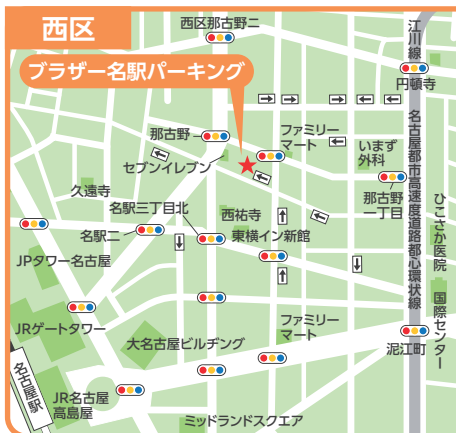 西区
西区那古野二
江川線
ブラザー名駅パーキング
円頓寺
那古野
ファミリー
マート
いまず
外科
名古屋都市高速度道路都心環状線
セブンイレブン
久遠寺
那古野
一丁目
ひこさか医院
名駅三丁目北
西祐寺
名駅二
東横イン新館
JPタワー名古屋
国際センター
JRゲートタワー
ファミリー
マート
大名古屋ビルヂング
泥江町
名古屋駅
JR名古屋
高島屋
ミッドランドスクエア